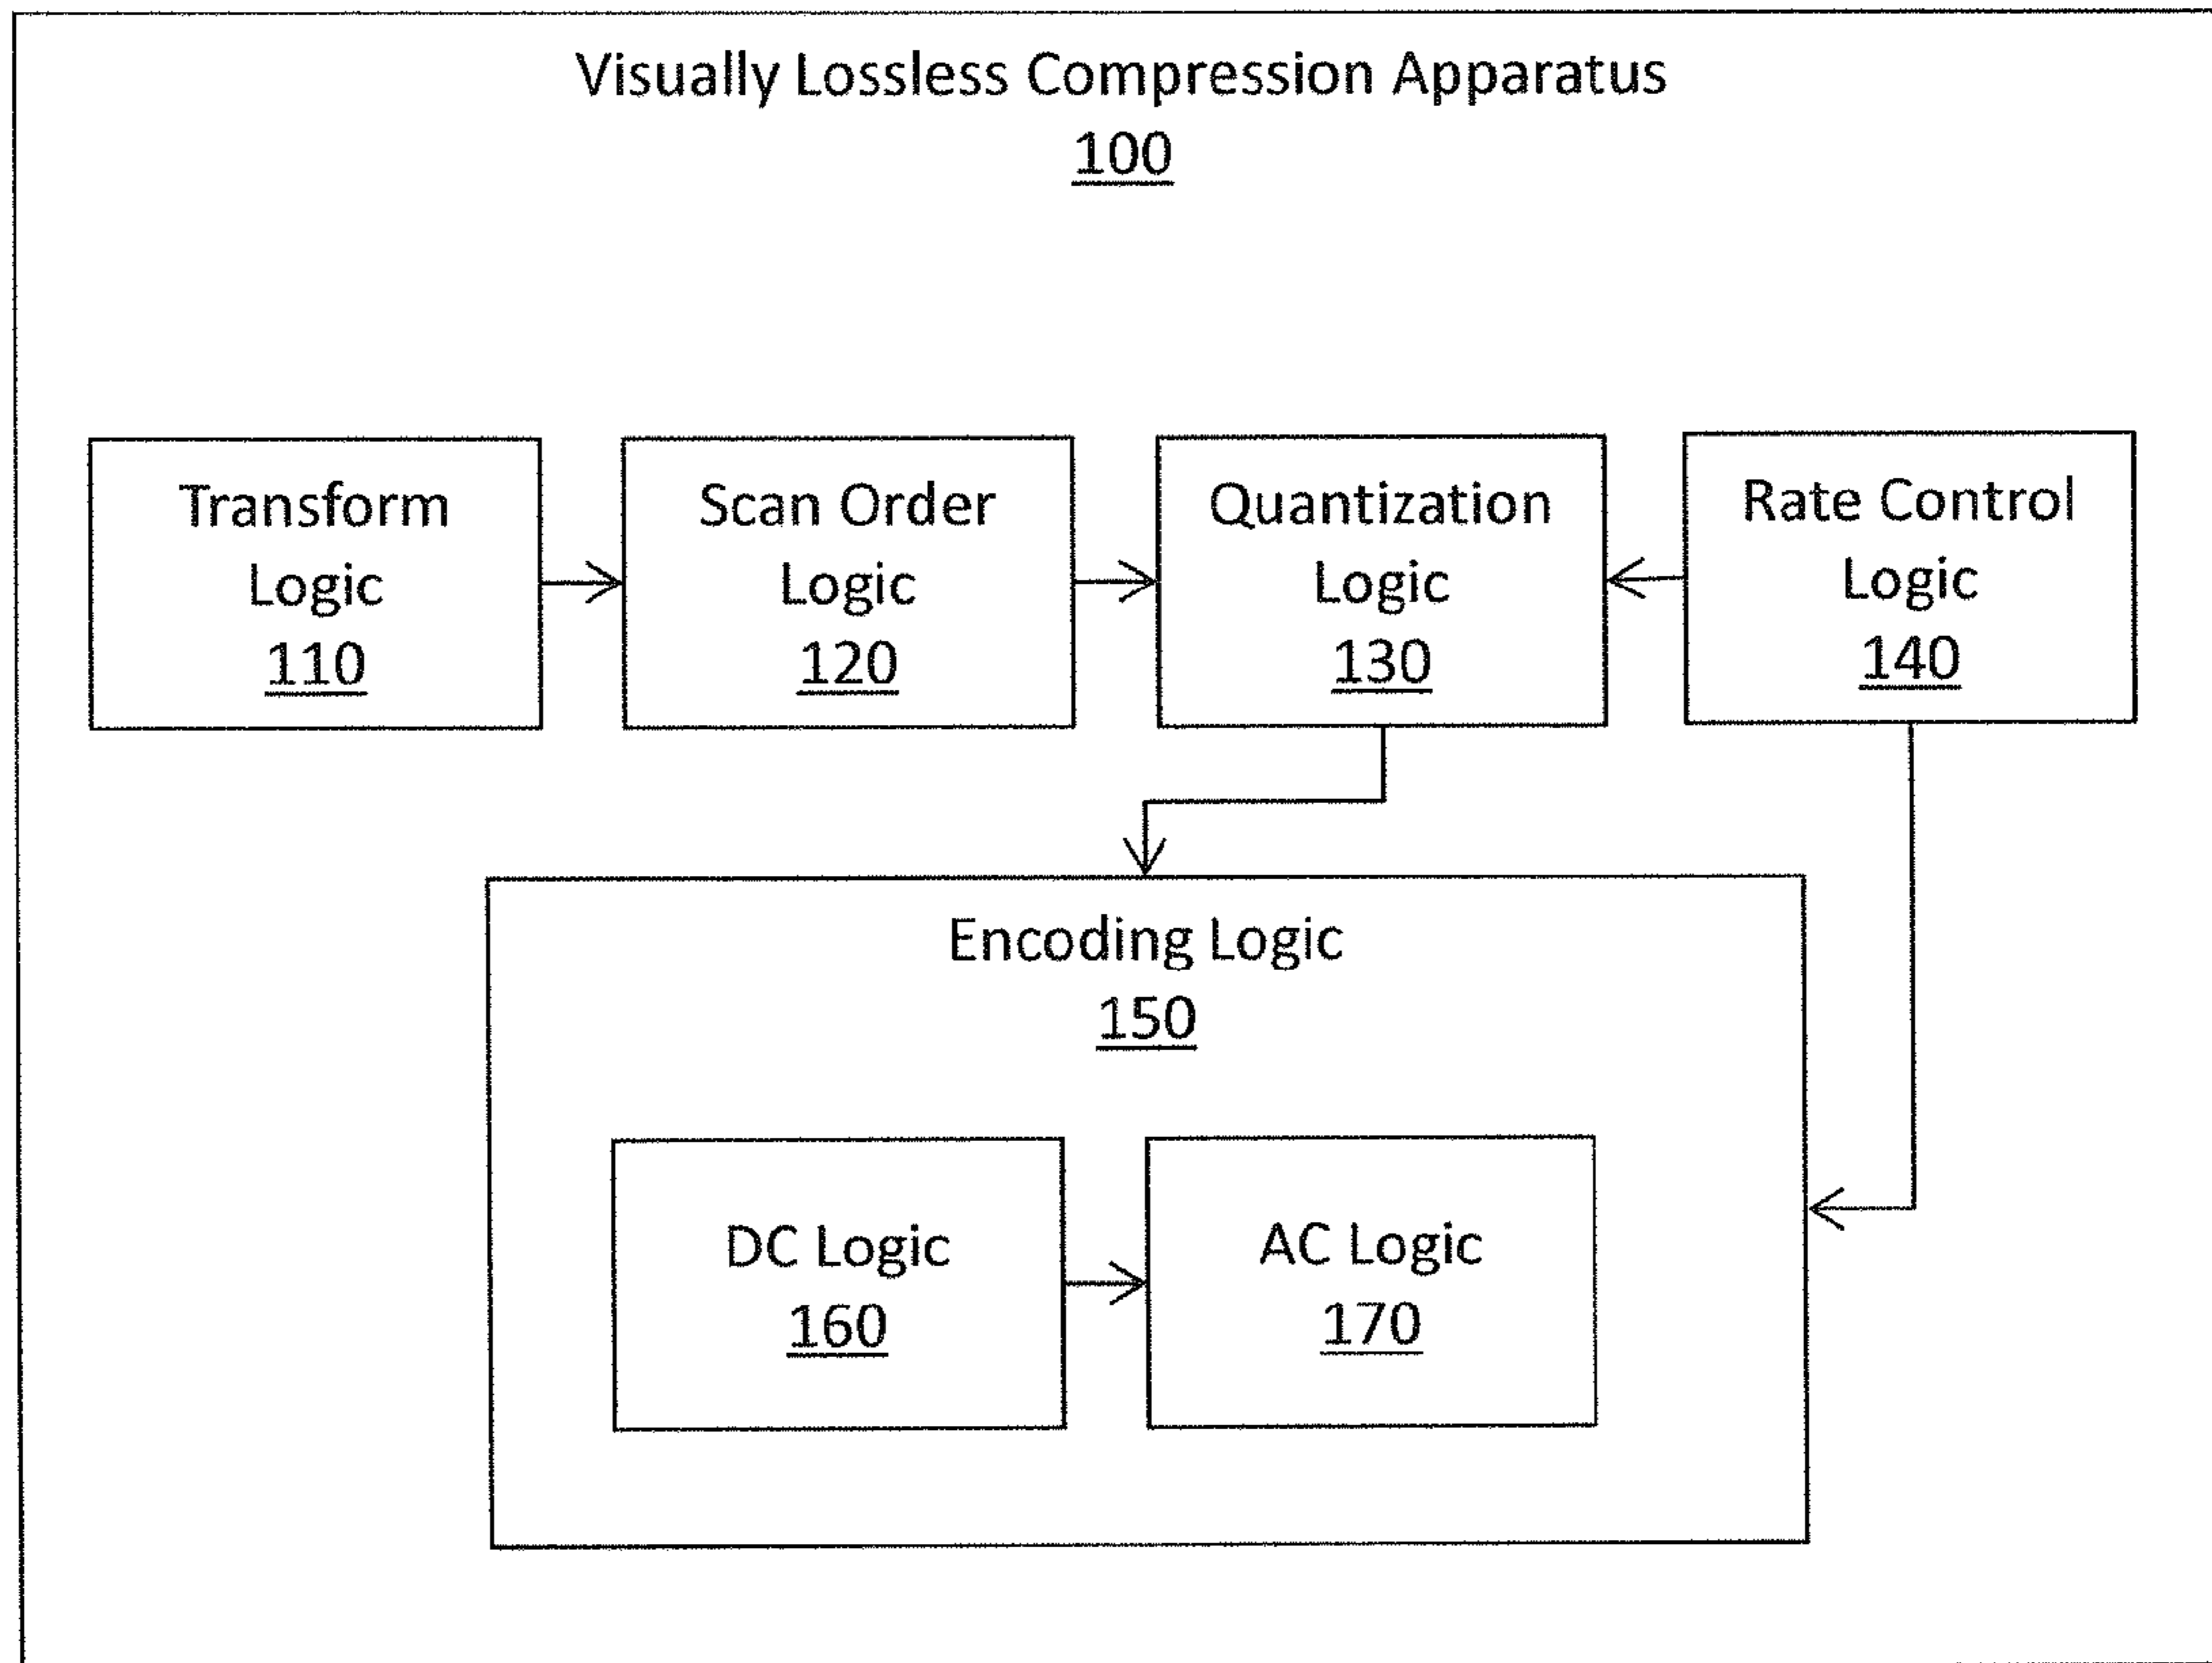 Visually Lossless Compression Apparatus
100
Transform
Logic
110
Scan Order
Logic
120
Quantization
Logic
130
Rate Control
Logic
140
Encoding Logic
150
DC Logic
160
AC Logic
170